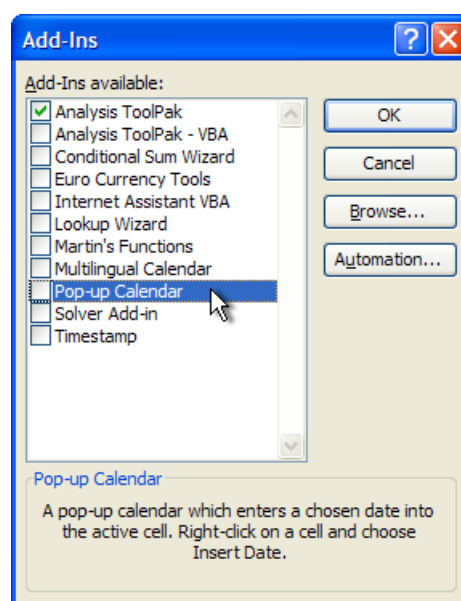 Add-Ins
Add-Ins available:
Analysis ToolPak
Analysis ToolPak - VBA
Conditional Sum Wizard
Euro Currency Tools
Internet Assistant VBA
Lookup Wizard
Martin's Functions
Multilingual Calendar
Pop-up Calendar
Solver Add-in
Timestamp
OK
Cancel
Browse...
Automation...
Pop-up Calendar
A pop-up calendar which enters a chosen date into
the active cell. Right-click on a cell and choose
Insert Date.